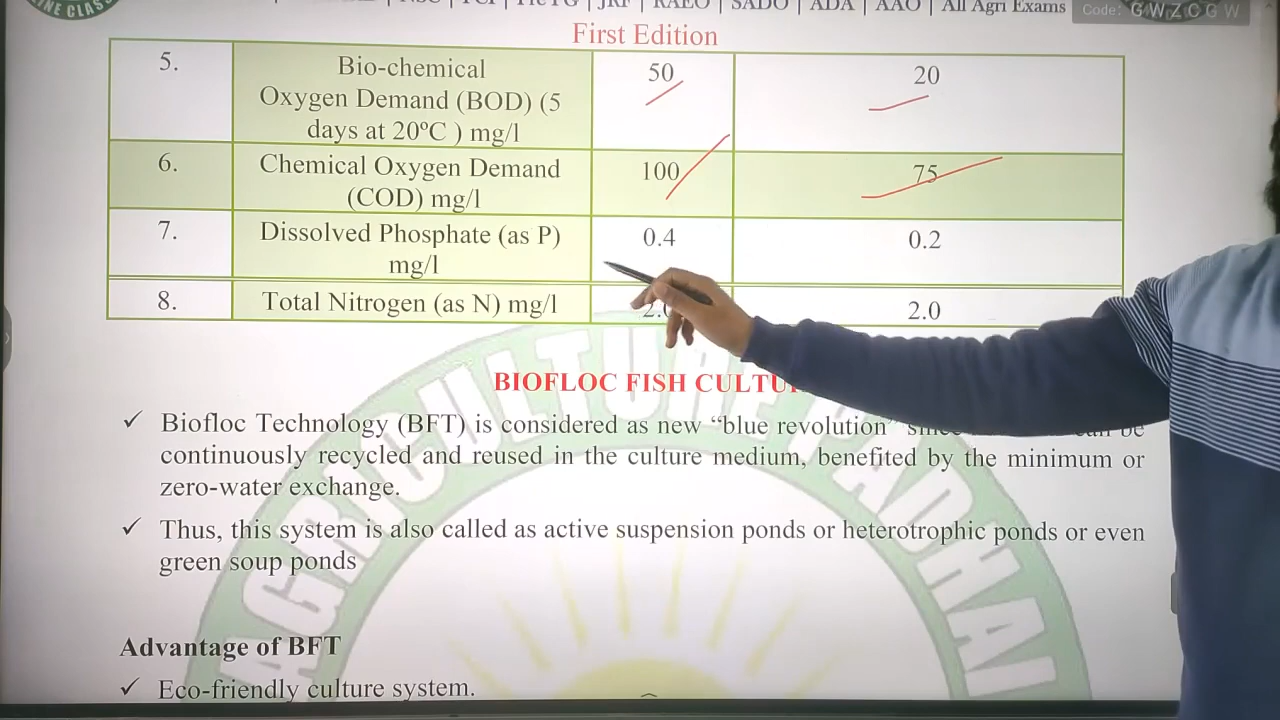 LINE CLASS
| JRF | RAEO | SADO | ADA | AAO | All Agri Exams
Code: G W Z C G W
First Edition
5. Bio-chemical Oxygen Demand (BOD) (5 days at 20ºC ) mg/l 50 20
6. Chemical Oxygen Demand (COD) mg/l 100 75
7. Dissolved Phosphate (as P) mg/l 0.4 0.2
8. Total Nitrogen (as N) mg/l 2.0
BIOFLOC FISH
✓ Biofloc Technology (BFT) is considered as new “blue revolution” be
continuously recycled and reused in the culture medium, benefited by the minimum or
zero-water exchange.
✓ Thus, this system is also called as active suspension ponds or heterotrophic ponds or even
green soup ponds
Advantage of BFT
✓ Eco-friendly culture system.
AGRICULTURE PADHAI